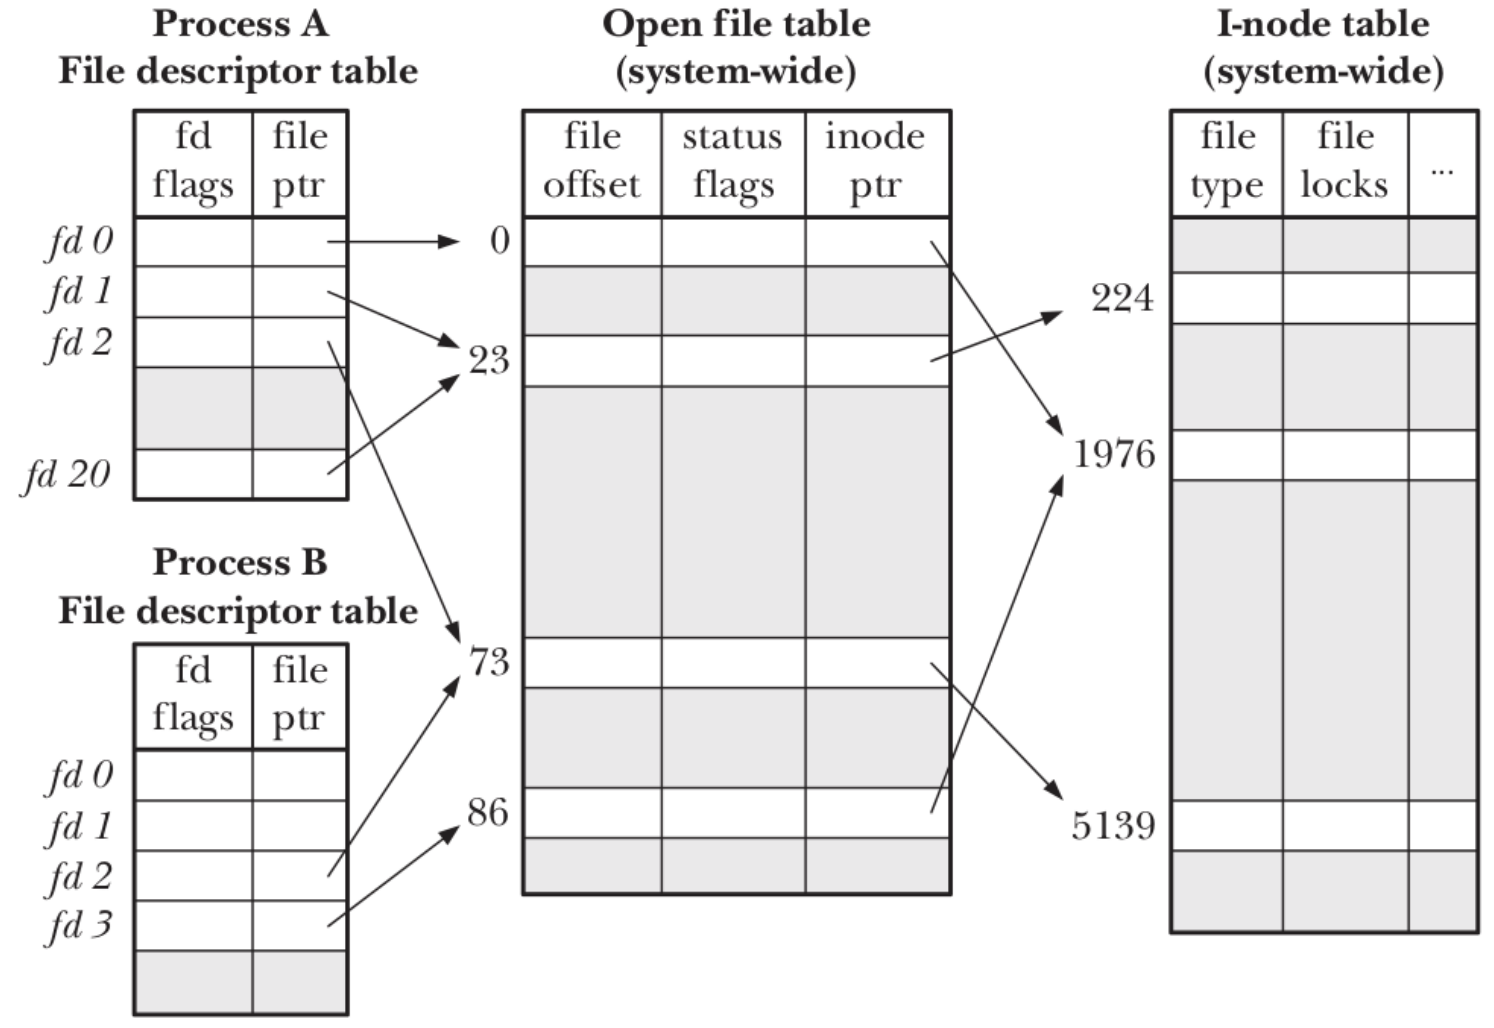 Process A
File descriptor table
fd
flags
file
ptr
fd 0
fd 1
fd 2
fd 20
Process B
File descriptor table
fd
flags
file
ptr
fd 0
fd 1
fd 2
fd 3
Open file table
(system-wide)
file
offset
status
flags
inode
ptr
0
23
73
86
I-node table
(system-wide)
file
type
file
locks
...
224
1976
5139